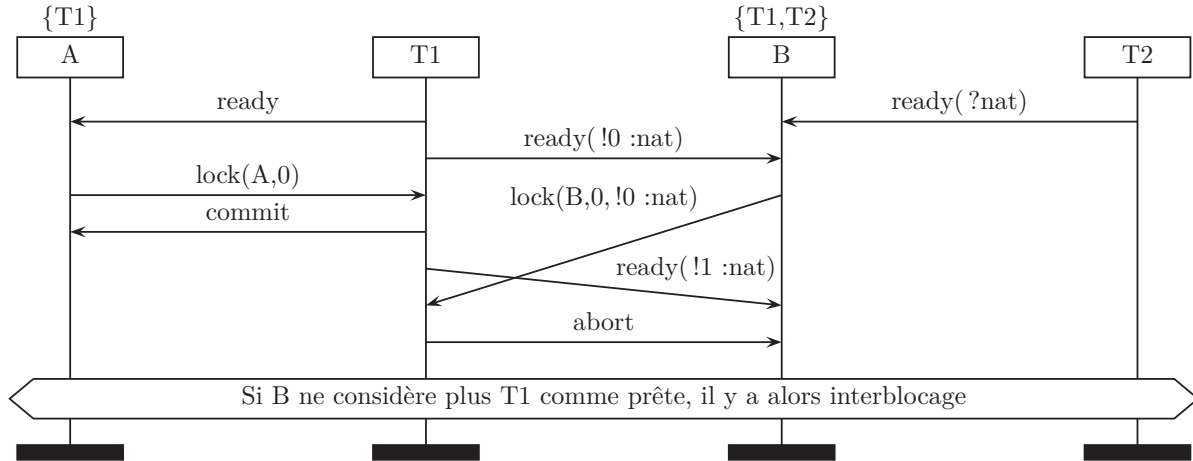 {T1} {T1,T2}
A T1 B T2
ready ready( ?nat)
ready( !0 :nat)
lock(A,0) lock(B,0, !0 :nat)
commit
ready( !1 :nat)
abort
Si B ne considère plus T1 comme prête, il y a alors interblocage